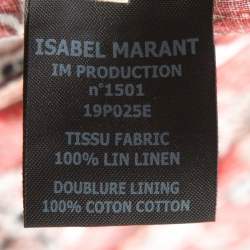 ISABEL MARANT
IM PRODUCTION
n°1501
19P025E
TISSU FABRIC
100% LIN LINEN
DOUBLURE LINING
100% COTON COTTON